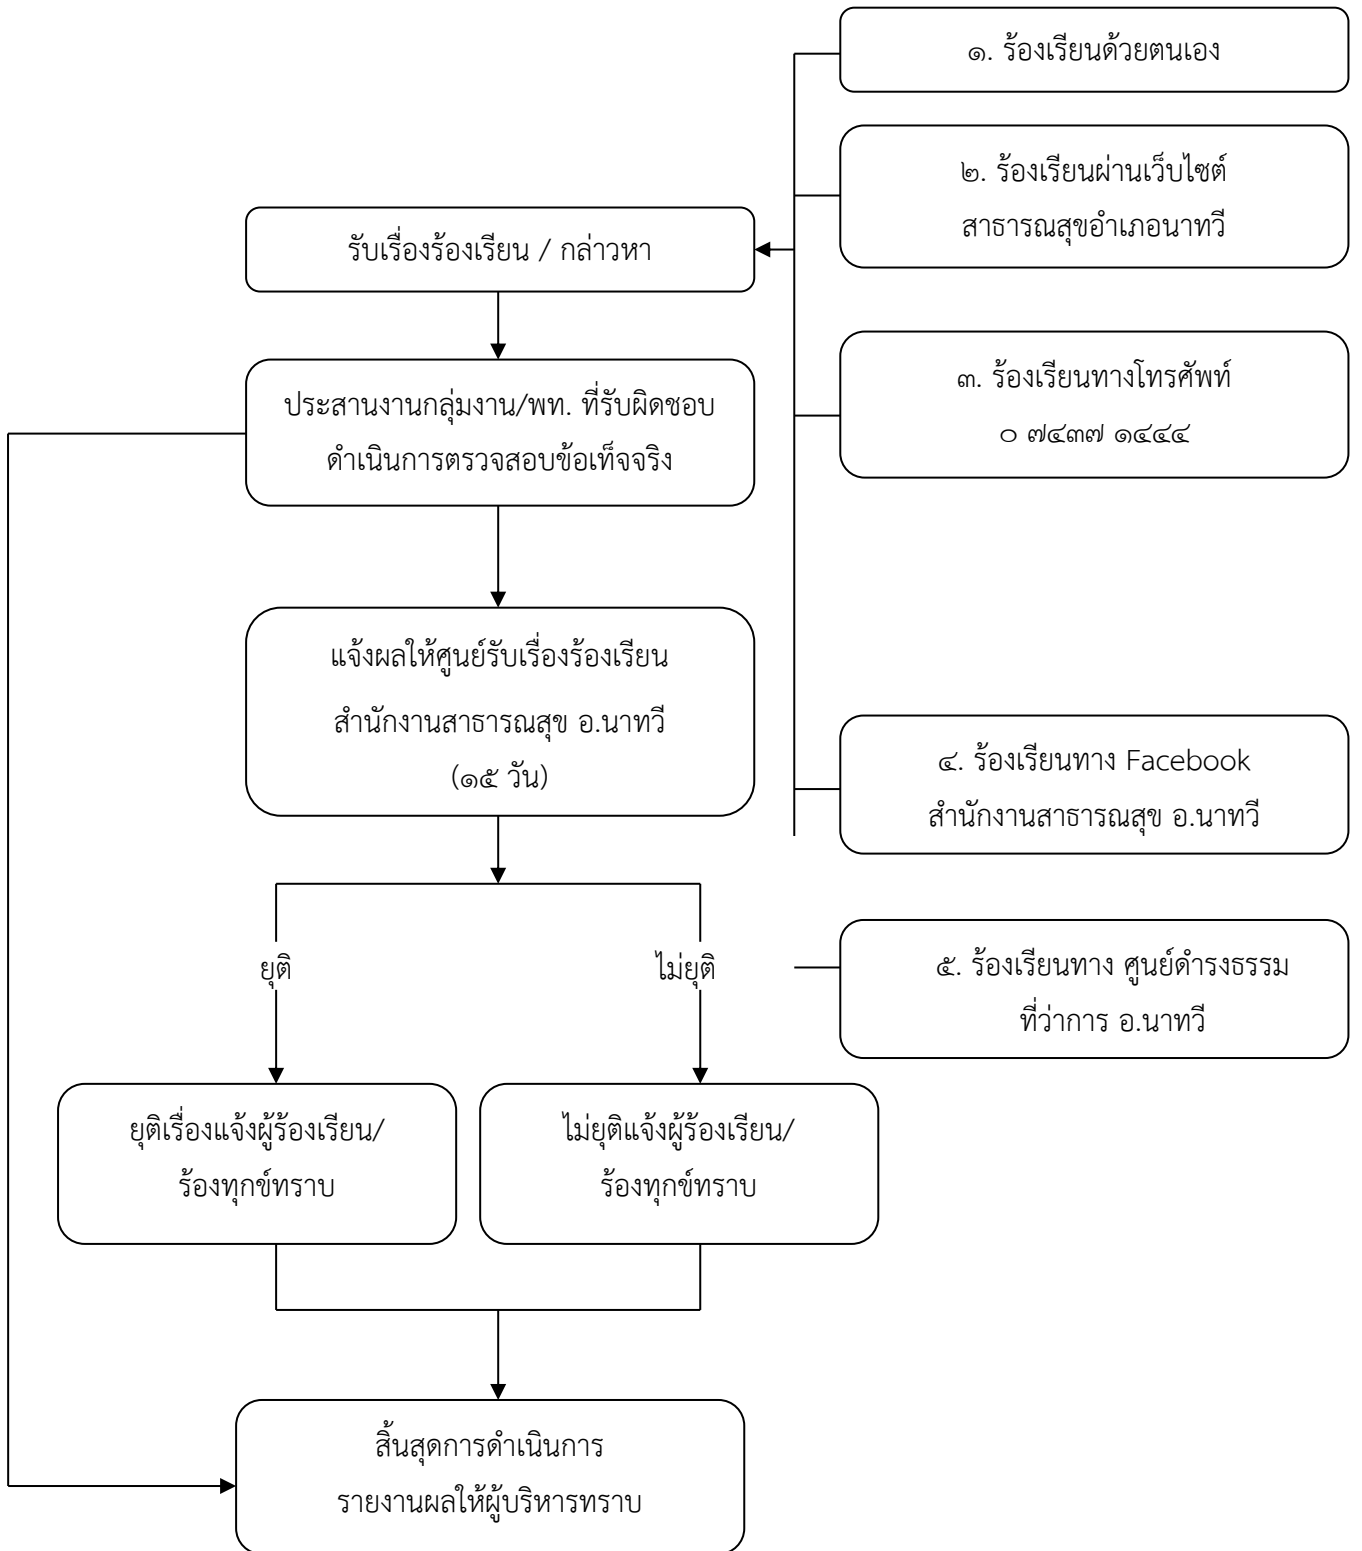 ๑. ร้องเรียนด้วยตนเอง
๒. ร้องเรียนผ่านเว็บไซต์
สาธารณสุขอำเภอนาทวี
รับเรื่องร้องเรียน / กล่าวหา
๓. ร้องเรียนทางโทรศัพท์
๐ ๗๔๓๗ ๑๔๔๔
ประสานงานกลุ่มงาน/พท. ที่รับผิดชอบ
ดำเนินการตรวจสอบข้อเท็จจริง
แจ้งผลให้ศูนย์รับเรื่องร้องเรียน
สำนักงานสาธารณสุข อ.นาทวี
(๑๕ วัน)
๔. ร้องเรียนทาง Facebook
สำนักงานสาธารณสุข อ.นาทวี
ยุติ
ไม่ยุติ
๕. ร้องเรียนทาง ศูนย์ดำรงธรรม
ที่ว่าการ อ.นาทวี
ยุติเรื่องแจ้งผู้ร้องเรียน/
ร้องทุกข์ทราบ
ไม่ยุติแจ้งผู้ร้องเรียน/
ร้องทุกข์ทราบ
สิ้นสุดการดำเนินการ
รายงานผลให้ผู้บริหารทราบ